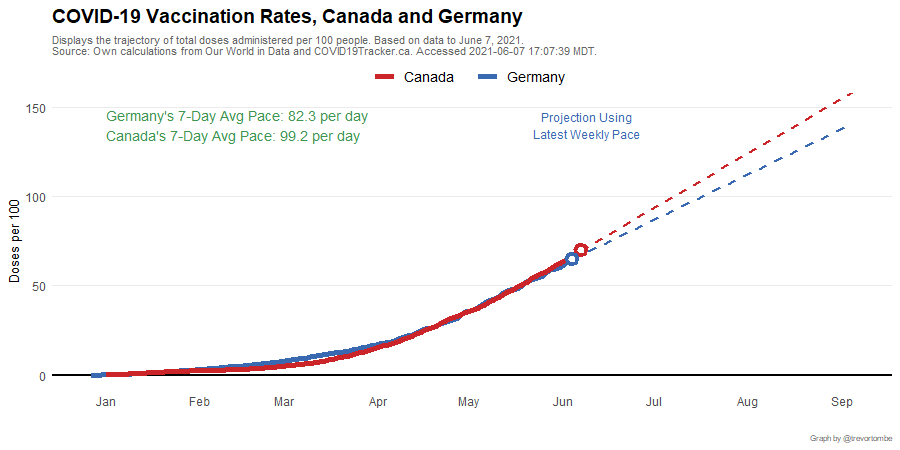 COVID-19 Vaccination Rates, Canada and Germany
Displays the trajectory of total doses administered per 100 people. Based on data to June 7, 2021.
Source: Own calculations from Our World in Data and COVID19Tracker.ca. Accessed 2021-06-07 17:07:39 MDT.
Canada Germany
Germany's 7-Day Avg Pace: 82.3 per day
Canada's 7-Day Avg Pace: 99.2 per day
Projection Using
Latest Weekly Pace
Doses per 100
150
100
50
0
Jan Feb Mar Apr May Jun Jul Aug Sep
Graph by @trevortombe